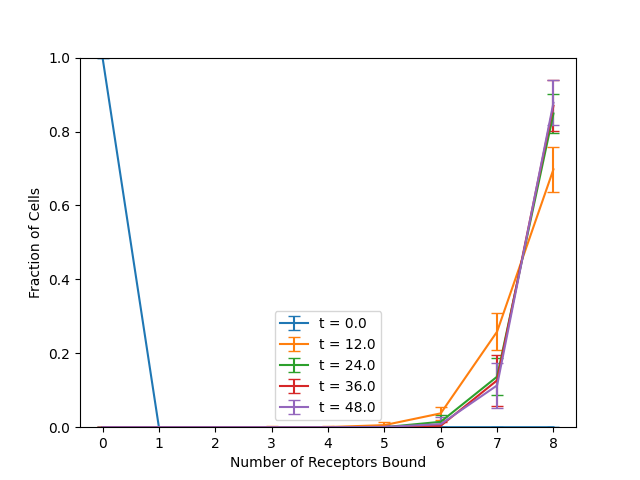 1.0
0.8
0.6
0.4
0.2
0.0
Fraction of Cells
t = 0.0
t = 12.0
t = 24.0
t = 36.0
t = 48.0
0 1 2 3 4 5 6 7 8
Number of Receptors Bound